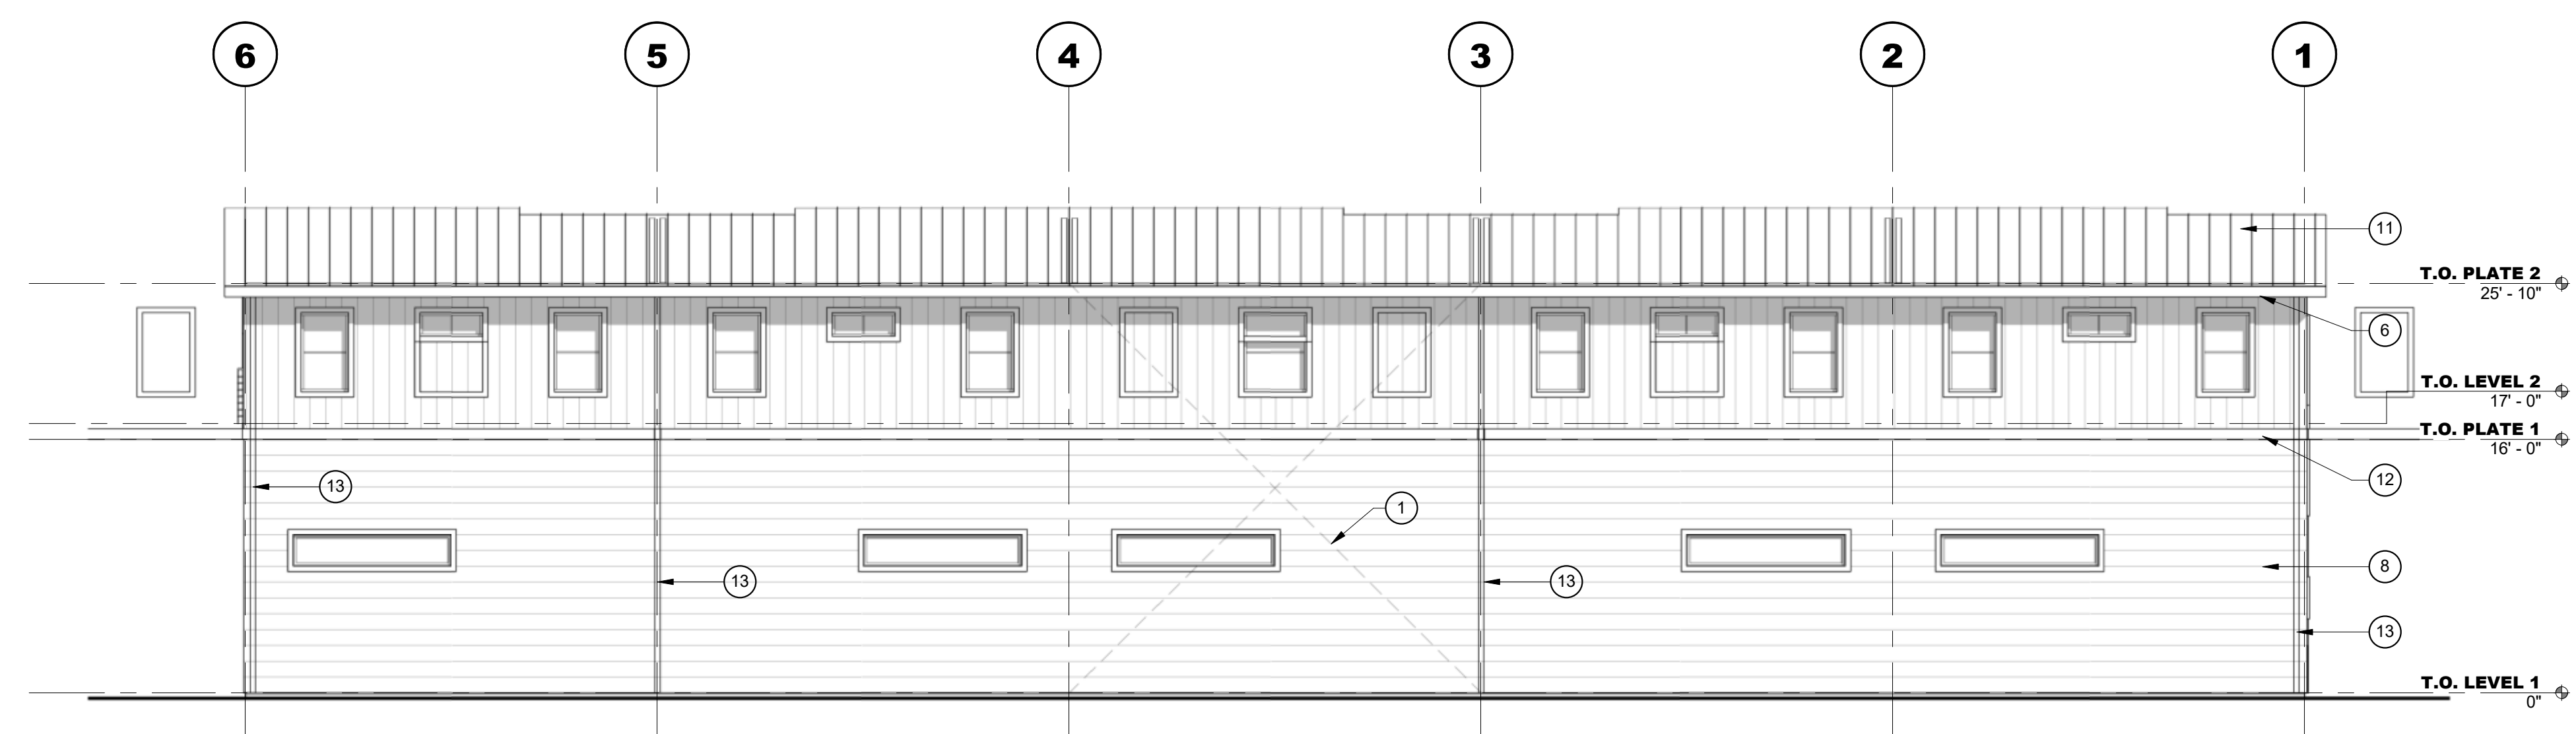 6 5 4 3 2 1
11
T.O. PLATE 2
25' - 10"
6
T.O. LEVEL 2
17' - 0"
T.O. PLATE 1
16' - 0"
12
13
1
8
13
13
13
T.O. LEVEL 1
0"